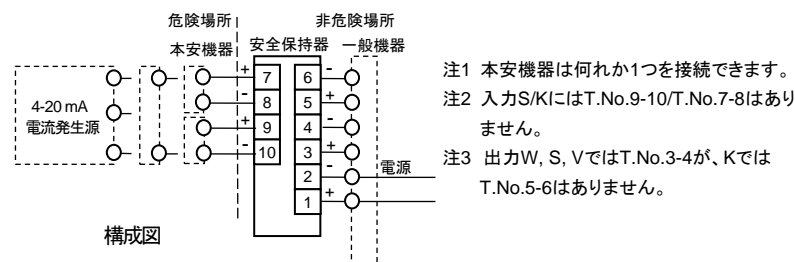 危険場所
非危険場所
本安機器
安全保持器
一般機器
4-20 mA
電流発生源
+ 7
- 8
+ 9
- 10
6 -
5 +
4 -
3 +
2 -
1 +
電源
構成図
注1 本安機器は何れか1つを接続できます。
注2 入力S/KにはT.No.9-10/T.No.7-8はあり
ません。
注3 出力W, S, VではT.No.3-4が、Kでは
T.No.5-6はありません。